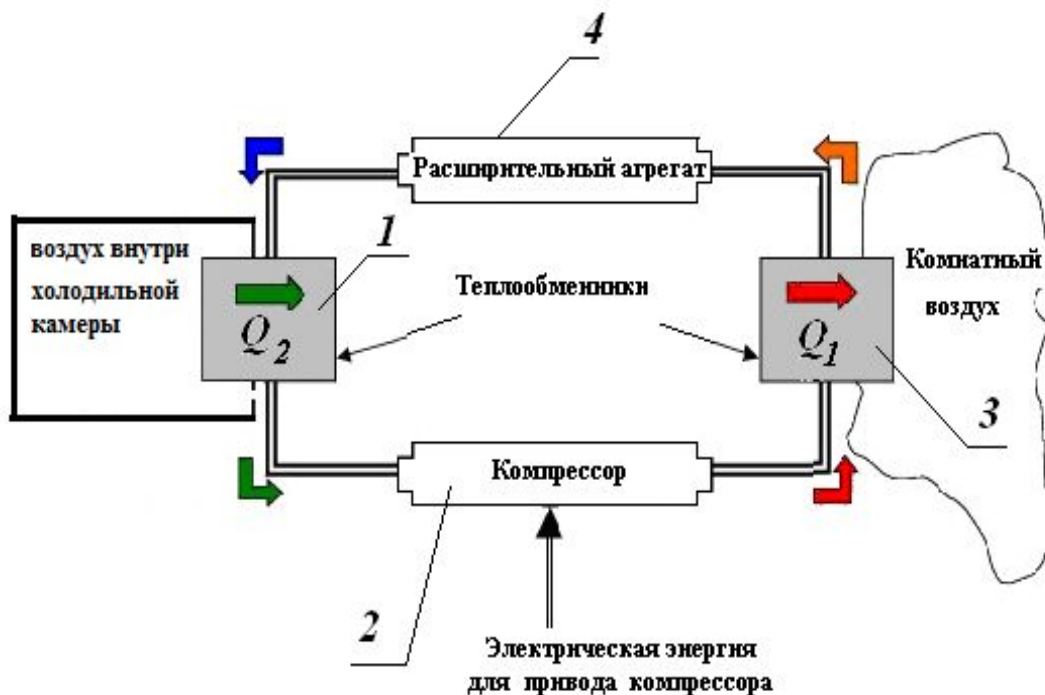 4
Расширительный агрегат
воздух внутри
холодильной
камеры
1
Q2
Теплообменники
Q1
Комнатный
воздух
3
Компрессор
2
Электрическая энергия
для привода компрессора